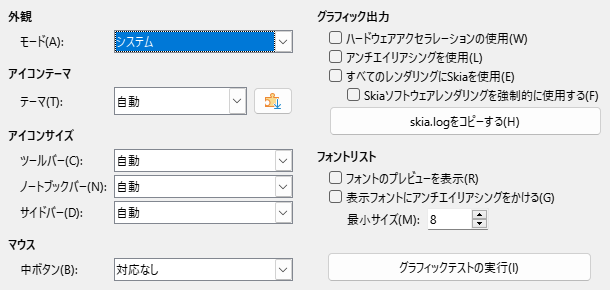 外観
モード(A):
システム
アイコンテーマ
テーマ(T):
自動
アイコンサイズ
ツールバー(C):
自動
ノートブックバー(N):
自動
サイドバー(D):
自動
マウス
中ボタン(B):
対応なし
グラフィック出力
ハードウェアアクセラレーションの使用(W)
アンチエイリアシングを使用(L)
すべてのレンダリングにSkiaを使用(E)
Skiaソフトウェアレンダリングを強制的に使用する(F)
skia.logをコピーする(H)
フォントリスト
フォントのプレビューを表示(R)
表示フォントにアンチエイリアシングをかける(G)
最小サイズ(M):
8
グラフィックテストの実行(I)